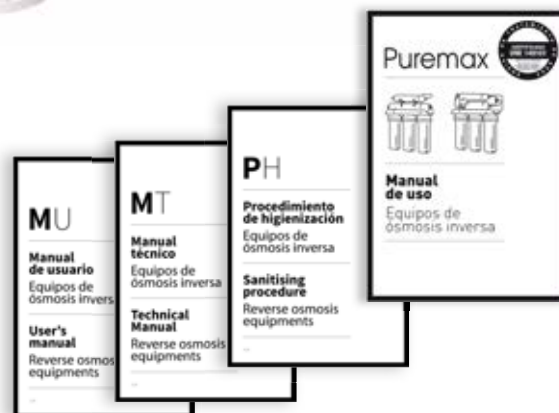 MU
Manual
de usuario
Equipos de
ósmosis invers
User's
manual
Reverse osmos
equipments
MT
Manual
técnico
Equipos de
ósmosis inversa
Technical
Manual
Reverse osmosis
equipments
PH
Procedimiento
de higienización
Equipos de
ósmosis inversa
Sanitising
procedure
Reverse osmosis
equipments
Puremax
Manual
de uso
Equipos de
ósmosis inversa